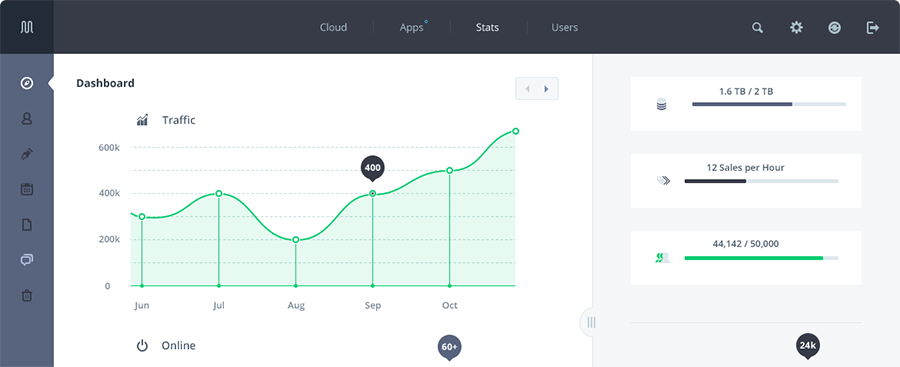 Cloud
Apps
Stats
Users
Dashboard
Traffic
600k
400k
200k
0
400
Jun
Jul
Aug
Sep
Oct
Online
60+
1.6 TB / 2 TB
12 Sales per Hour
44,142 / 50,000
24k